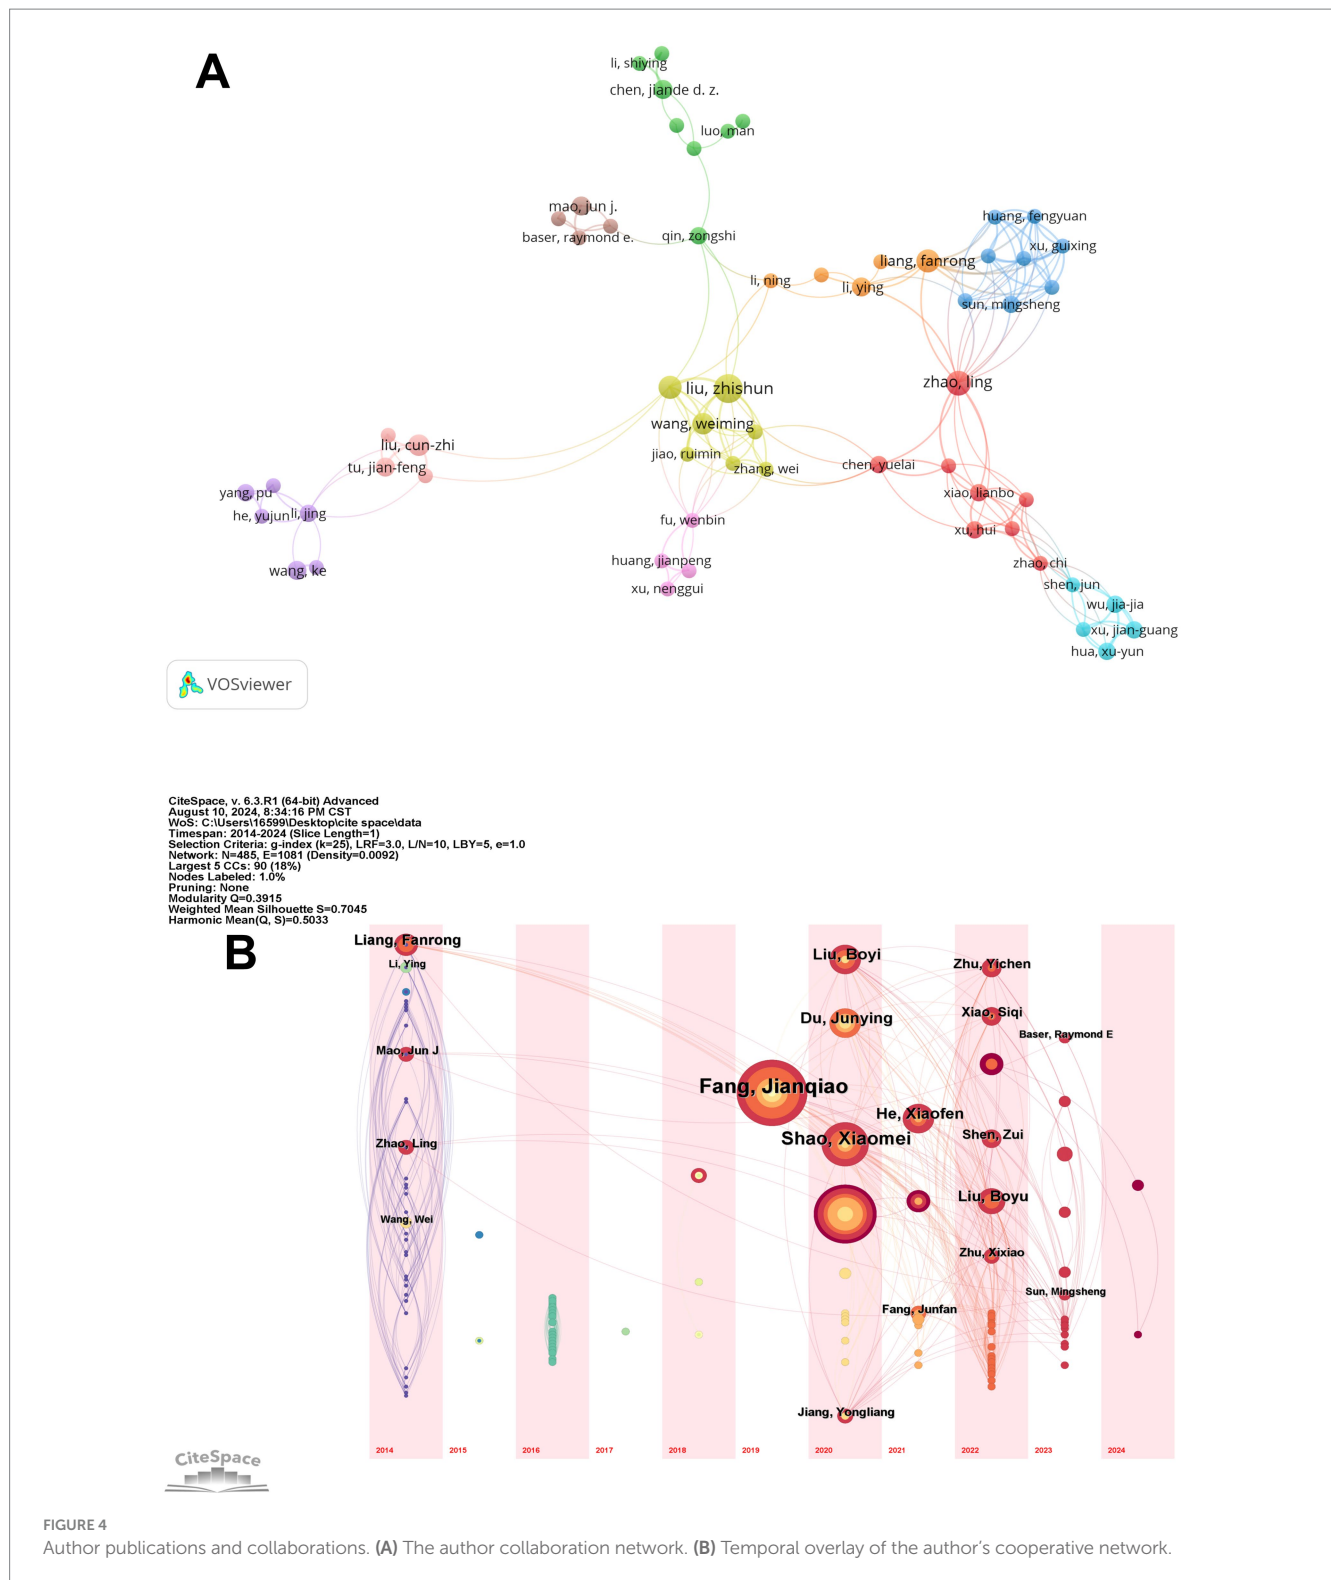 A
li, shiying
chen, jiande d. z.
luo, man
mao, jun j.
baser, raymond e.
qin, zongshi
huang, fengyuan
xu, guixing
liang, fanrong
li, ning
li, ying
sun, mingsheng
liu, zhishun
zhao, ling
wang, weiming
liu, cun-zhi
jiao, ruimin
tu, jian-feng
zhang, wei
chen, yuelai
yang, pu
xiao, lianbo
he, yujun
li, jing
fu, wenbin
xu, hui
huang, jianpeng
zhao, chi
wang, ke
shen, jun
xu, nenggui
wu, jia-jia
xu, jian-guang
hua, xu-yun
VOSviewer
CiteSpace, v. 6.3.R1 (64-bit) Advanced
August 10, 2024, 8:34:16 PM CST
WoS: C:\Users\16599\Desktop\cite space\data
Timespan: 2014-2024 (Slice Length=1)
Selection Criteria: g-index (k=25), LRF=3.0, L/N=10, LBY=5, e=1.0
Network: N=485, E=1081 (Density=0.0092)
Largest 5 CCs: 90 (18%)
Nodes Labeled: 1.0%
Pruning: None
Modularity Q=0.3915
Weighted Mean Silhouette S=0.7045
Harmonic Mean(Q, S)=0.5033
B
Liang, Fanrong
Li, Ying
Liu, Boyi
Zhu, Yichen
Du, Junying
Xiao, Siqi
Baser, Raymond E
Mao, Jun J
Fang, Jianqiao
He, Xiaofen
Shao, Xiaomei
Shen, Zui
Zhao, Ling
Liu, Boyu
Wang, Wei
Zhu, Xixiao
Sun, Mingsheng
Fang, Junfan
Jiang, Yongliang
2014 2015 2016 2017 2018 2019 2020 2021 2022 2023 2024
CiteSpace
FIGURE 4
Author publications and collaborations. (A) The author collaboration network. (B) Temporal overlay of the author's cooperative network.